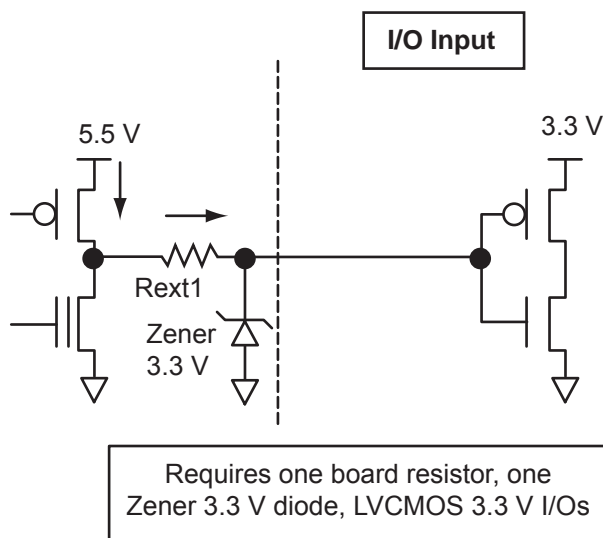 I/O Input
5.5 V
3.3 V
Rext1
Zener
3.3 V
Requires one board resistor, one
Zener 3.3 V diode, LVCMOS 3.3 V I/Os